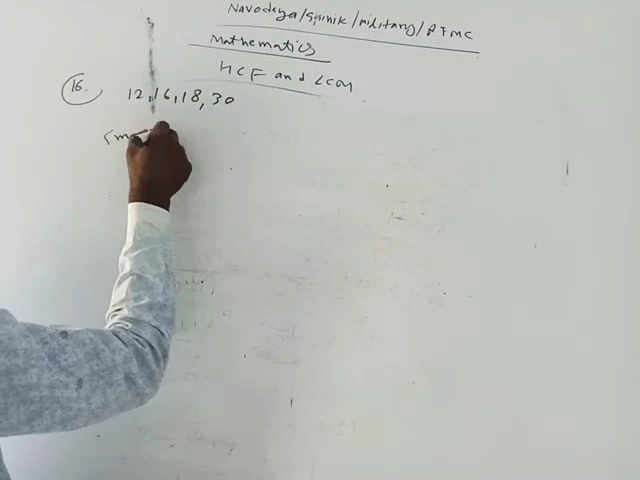 Navodaya/Sainik/military/RIMC
Mathematics
HCF and LCM
16. 12,16,18,30